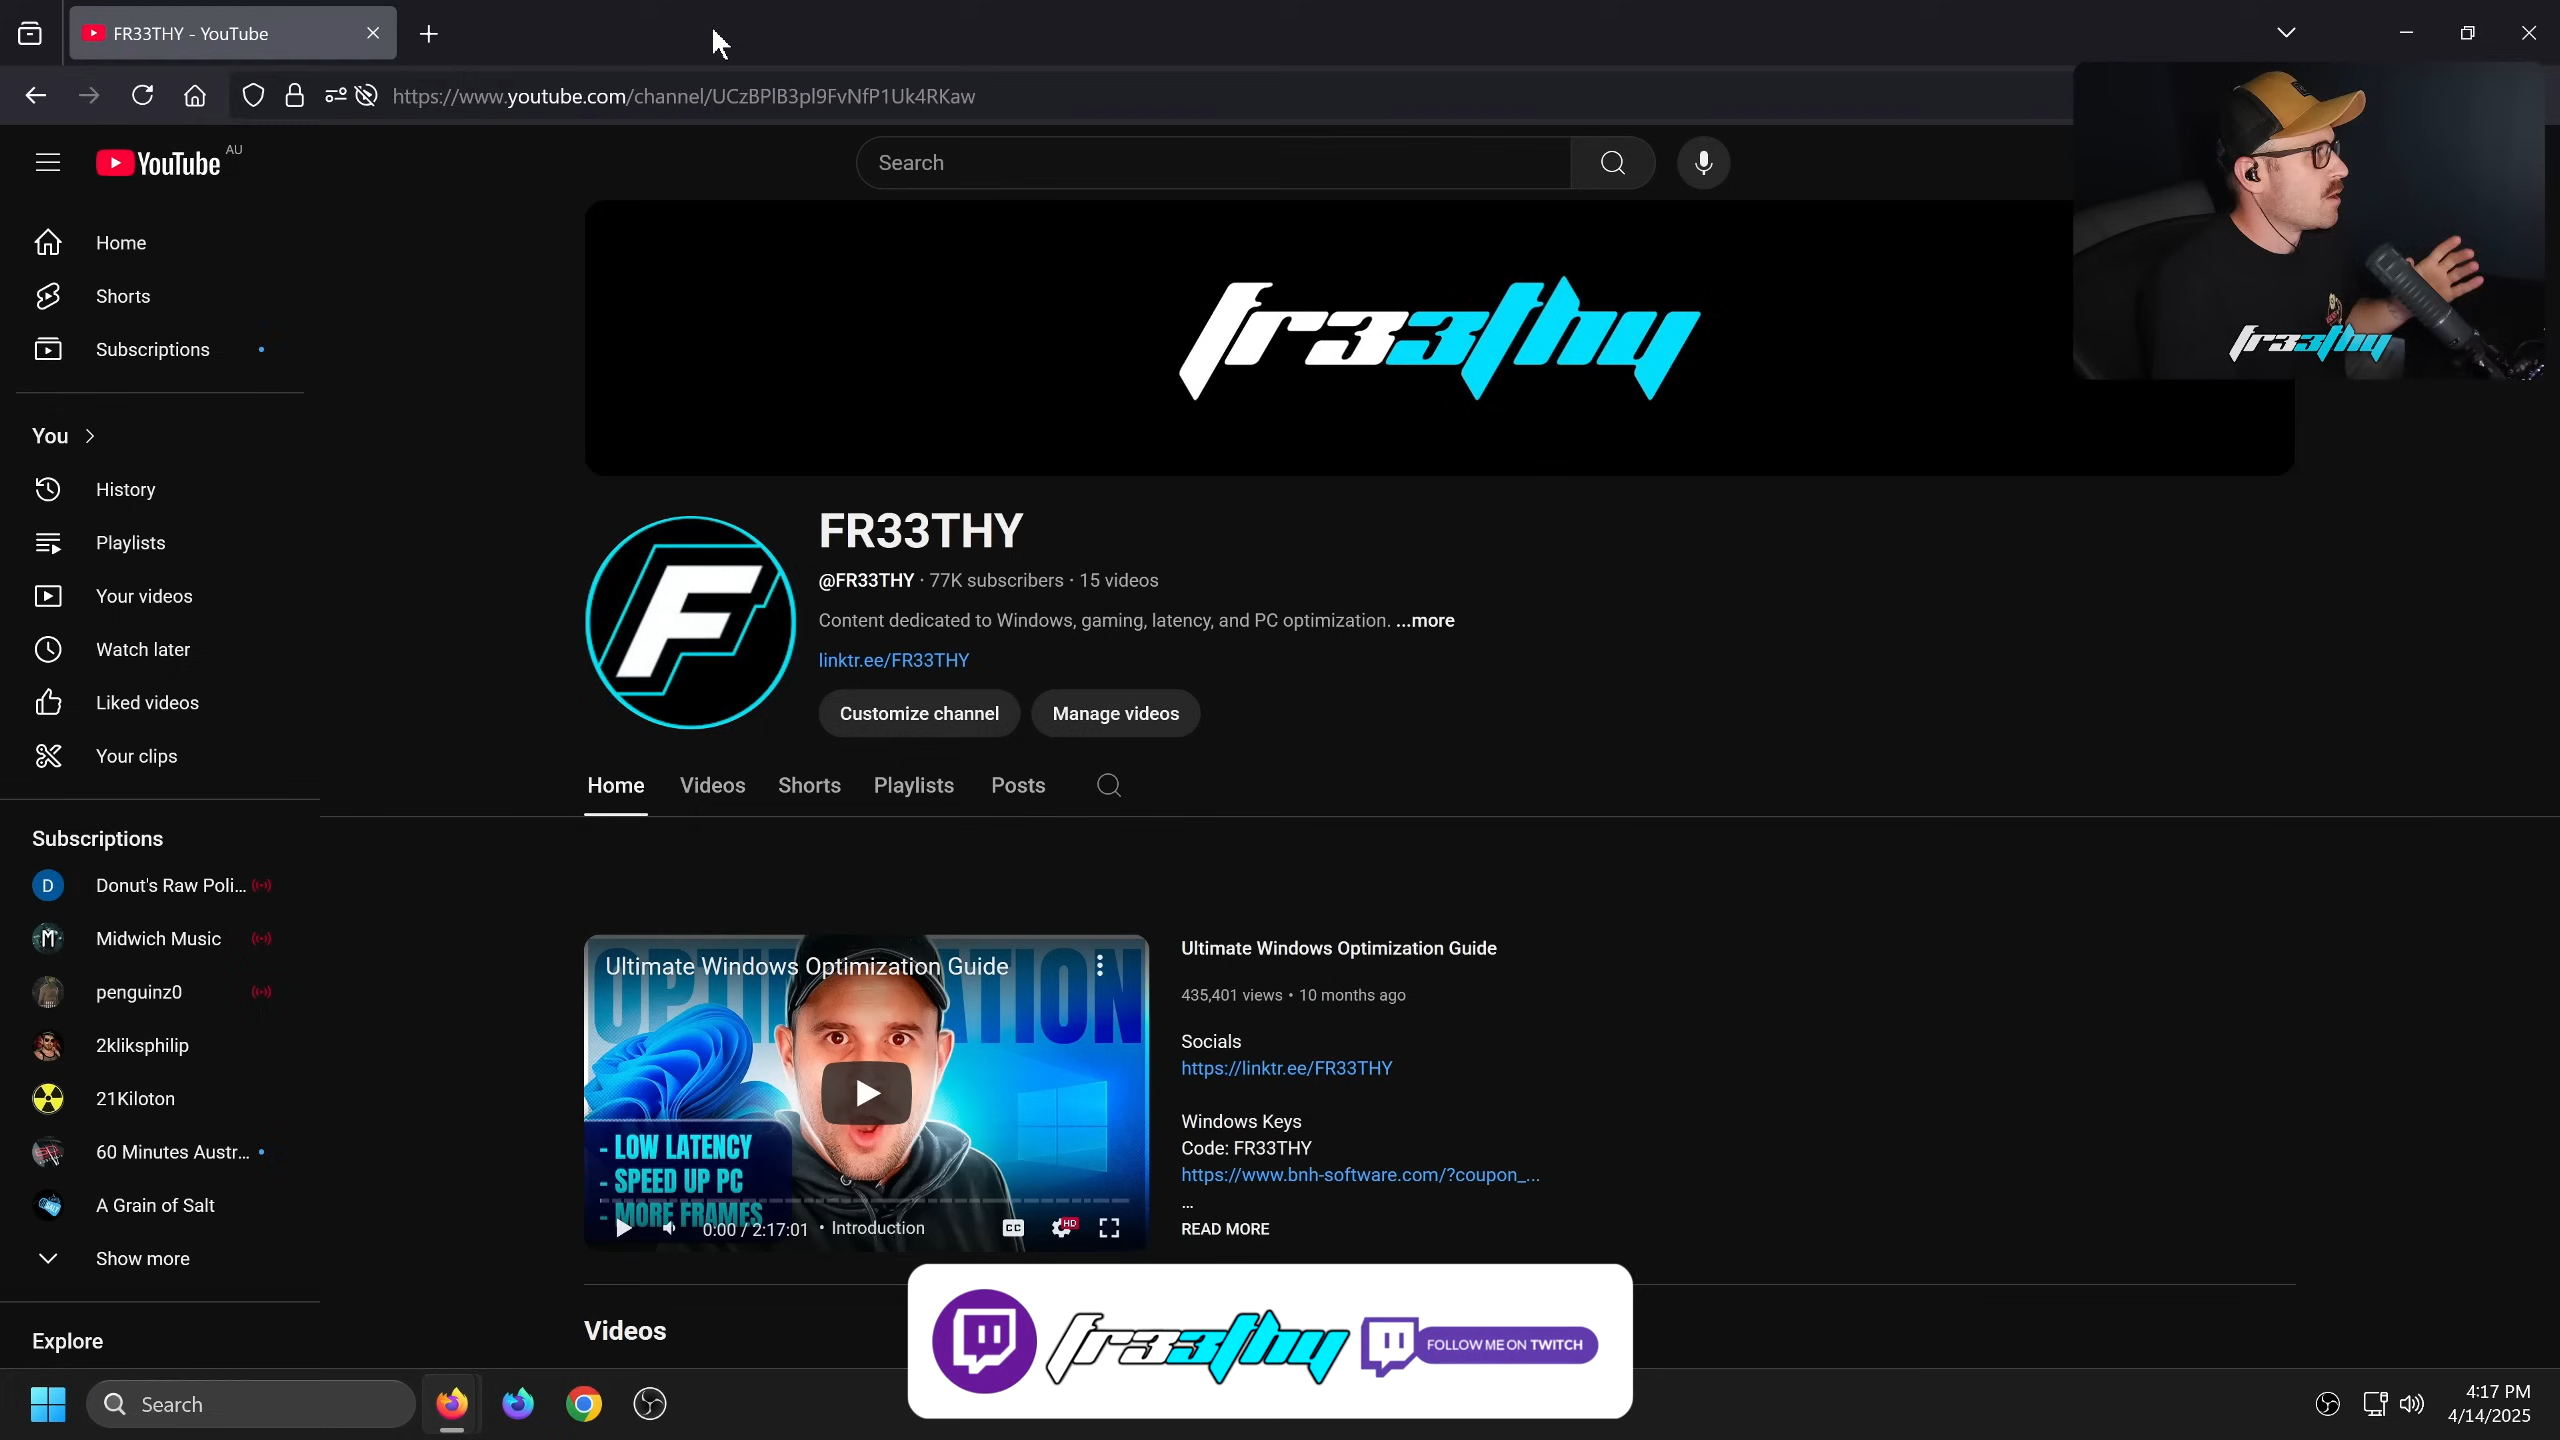 FR33THY - YouTube
https://www.youtube.com/channel/UCzBPlB3pl9FvNfP1Uk4RKaw
YouTube AU
Search
Home
Shorts
Subscriptions
You
History
Playlists
Your videos
Watch later
Liked videos
Your clips
Subscriptions
D Donut's Raw Poli...
M Midwich Music
penguinz0
2kliksphilip
21Kiloton
60 Minutes Austr...
A Grain of Salt
Show more
Explore
fr33thy
fr33thy
F
FR33THY
@FR33THY · 77K subscribers · 15 videos
Content dedicated to Windows, gaming, latency, and PC optimization. ...more
linktr.ee/FR33THY
Customize channel Manage videos
Home Videos Shorts Playlists Posts
OPTIMIZATION
Ultimate Windows Optimization Guide
- LOW LATENCY
- SPEED UP PC
- MORE FRAMES
0:00 / 2:17:01 • Introduction
CC HD
Ultimate Windows Optimization Guide
435,401 views • 10 months ago
Socials
https://linktr.ee/FR33THY
Windows Keys
Code: FR33THY
https://www.bnh-software.com/?coupon_...
...
READ MORE
Videos
fr33thy FOLLOW ME ON TWITCH
Search
4:17 PM
4/14/2025